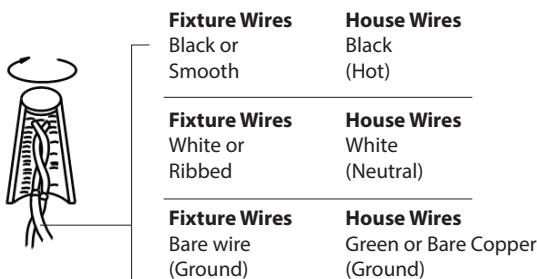 Fixture Wires House Wires
Black or Black
Smooth (Hot)
Fixture Wires House Wires
White or White
Ribbed (Neutral)
Fixture Wires House Wires
Bare wire Green or Bare Copper
(Ground) (Ground)